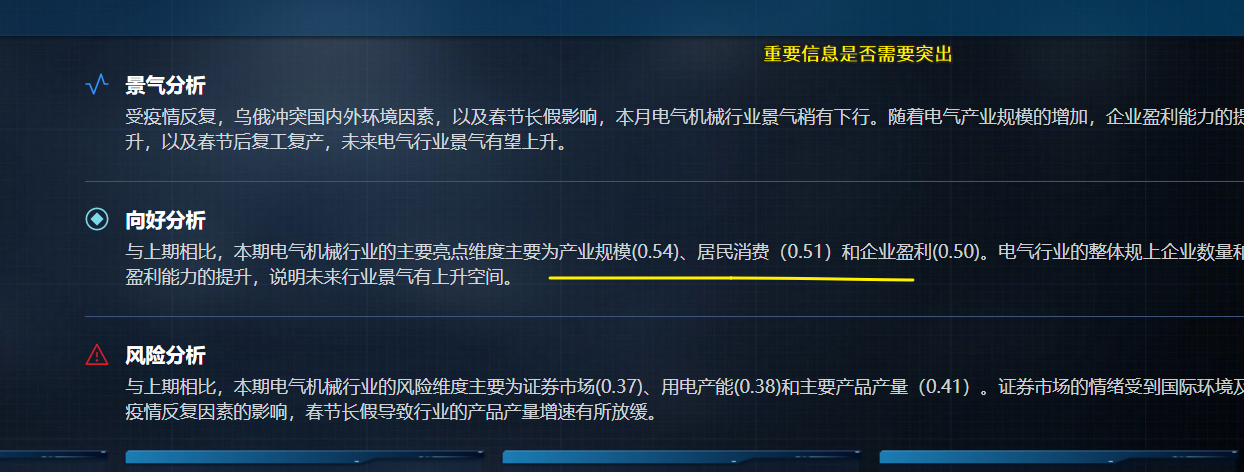 重要信息是否需要突出
景气分析
受疫情反复，乌俄冲突国内外环境因素，以及春节长假影响，本月电气机械行业景气稍有下行。随着电气产业规模的增加，企业盈利能力的提
升，以及春节后复工复产，未来电气行业景气有望上升。
向好分析
与上期相比，本期电气机械行业的主要亮点维度主要为产业规模(0.54)、居民消费（0.51）和企业盈利(0.50)。电气行业的整体规上企业数量和
盈利能力的提升，说明未来行业景气有上升空间。
风险分析
与上期相比，本期电气机械行业的风险维度主要为证券市场(0.37)、用电产能(0.38)和主要产品产量（0.41）。证券市场的情绪受到国际环境及
疫情反复因素的影响，春节长假导致行业的产品产量增速有所放缓。